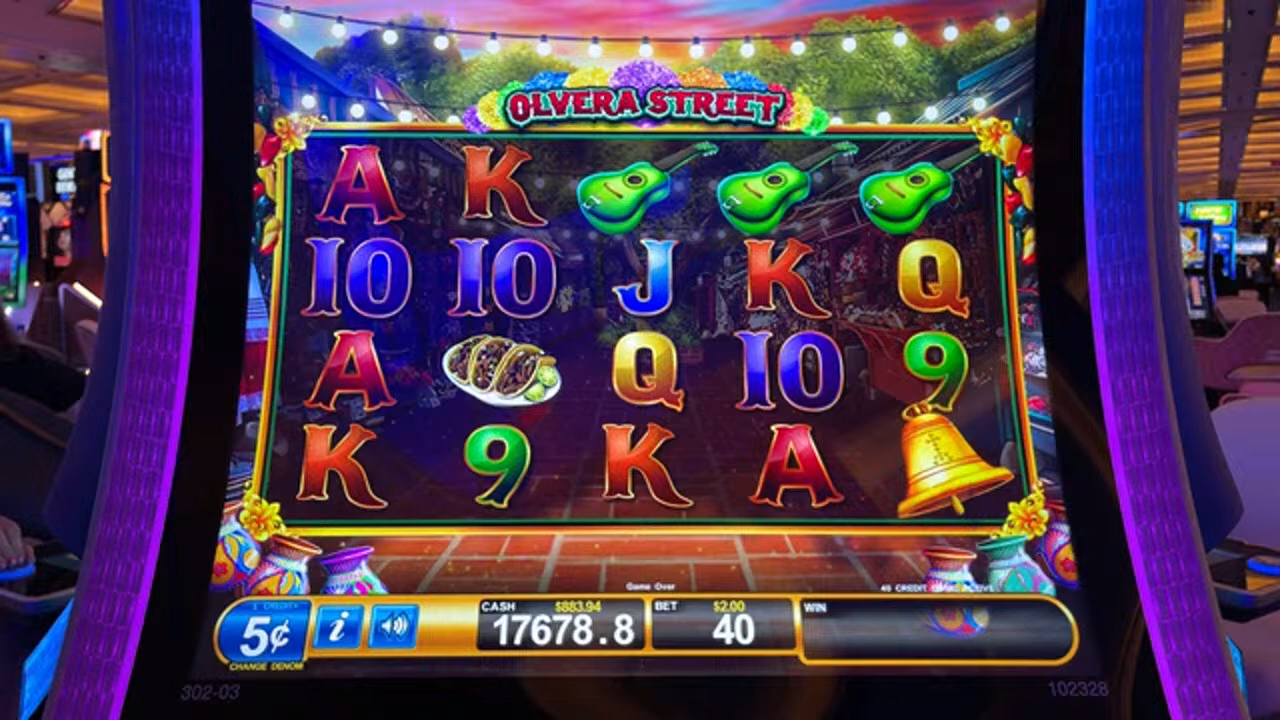 OLVERA STREET
A K
10 10 J K Q
A Q 10 9
K 9 K A
Game Over
1 CREDIT=
5¢
CHANGE DENOM
i
CASH $883.94
17678.8
BET $2.00
40
WIN
302-03
102328